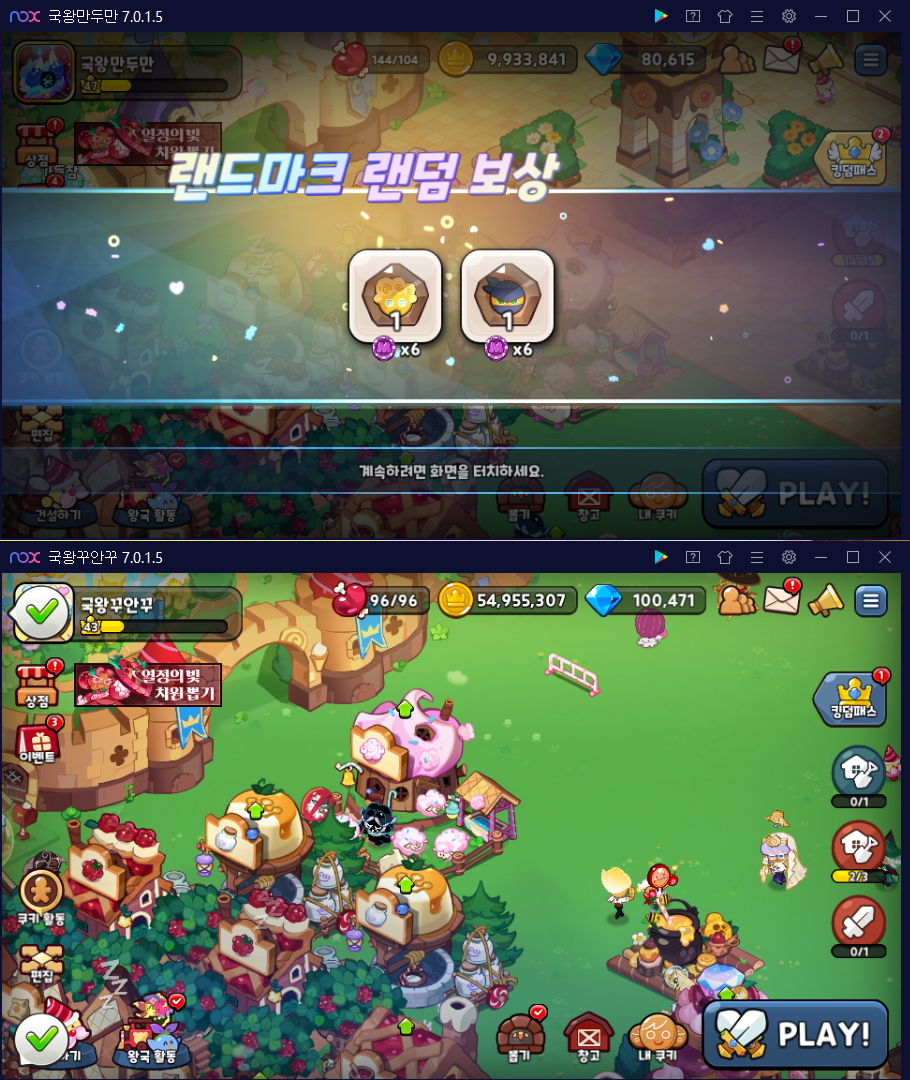 nox 국왕만두만 7.0.1.5
국왕만두만
144/104
9,933,841
80,615
47
상점
열정의 빛
치원 뽑기
2
킹덤패스
4
랜드마크 랜덤 보상
1
1
M x6
M x6
0/1
쿠키 활동
편집
계속하려면 화면을 터치하세요.
건설하기
왕국 활동
뽑기
창고
내 쿠키
PLAY!
nox 국왕꾸안꾸 7.0.1.5
국왕꾸안꾸
96/96
54,955,307
100,471
43
상점
열정의 빛
치원 뽑기
1
킹덤패스
3
이벤트
0/1
2/3
쿠키 활동
0/1
편집
ZZZ
왕국 활동
뽑기
창고
내 쿠키
PLAY!